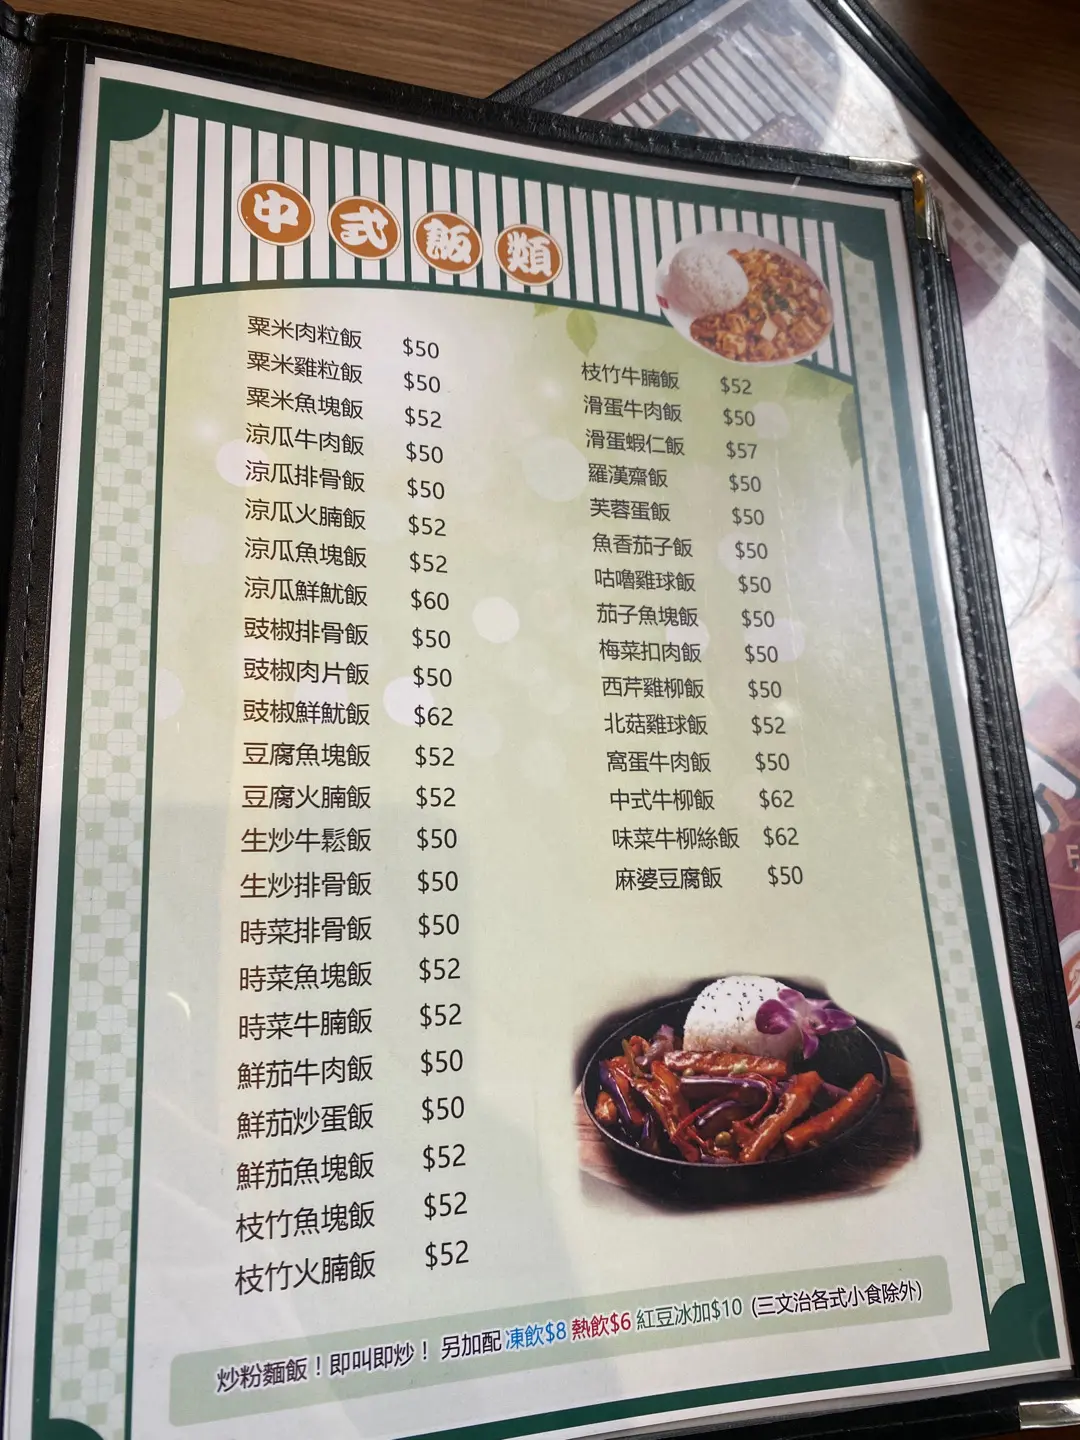 中式飯類
粟米肉粒飯 $50
粟米雞粒飯 $50
粟米魚塊飯 $52
涼瓜牛肉飯 $50
涼瓜排骨飯 $50
涼瓜火腩飯 $52
涼瓜魚塊飯 $52
涼瓜鮮魷飯 $60
豉椒排骨飯 $50
豉椒肉片飯 $50
豉椒鮮魷飯 $62
豆腐魚塊飯 $52
豆腐火腩飯 $52
生炒牛鬆飯 $50
生炒排骨飯 $50
時菜排骨飯 $50
時菜魚塊飯 $52
時菜牛腩飯 $52
鮮茄牛肉飯 $50
鮮茄炒蛋飯 $50
鮮茄魚塊飯 $52
枝竹魚塊飯 $52
枝竹火腩飯 $52
枝竹牛腩飯 $52
滑蛋牛肉飯 $50
滑蛋蝦仁飯 $57
羅漢齋飯 $50
芙蓉蛋飯 $50
魚香茄子飯 $50
咕嚕雞球飯 $50
茄子魚塊飯 $50
梅菜扣肉飯 $50
西芹雞柳飯 $50
北菇雞球飯 $52
窩蛋牛肉飯 $50
中式牛柳飯 $62
味菜牛柳絲飯 $62
麻婆豆腐飯 $50
炒粉麵飯！即叫即炒！ 另加配 凍飲$8 熱飲$6 紅豆冰加$10 (三文治各式小食除外)